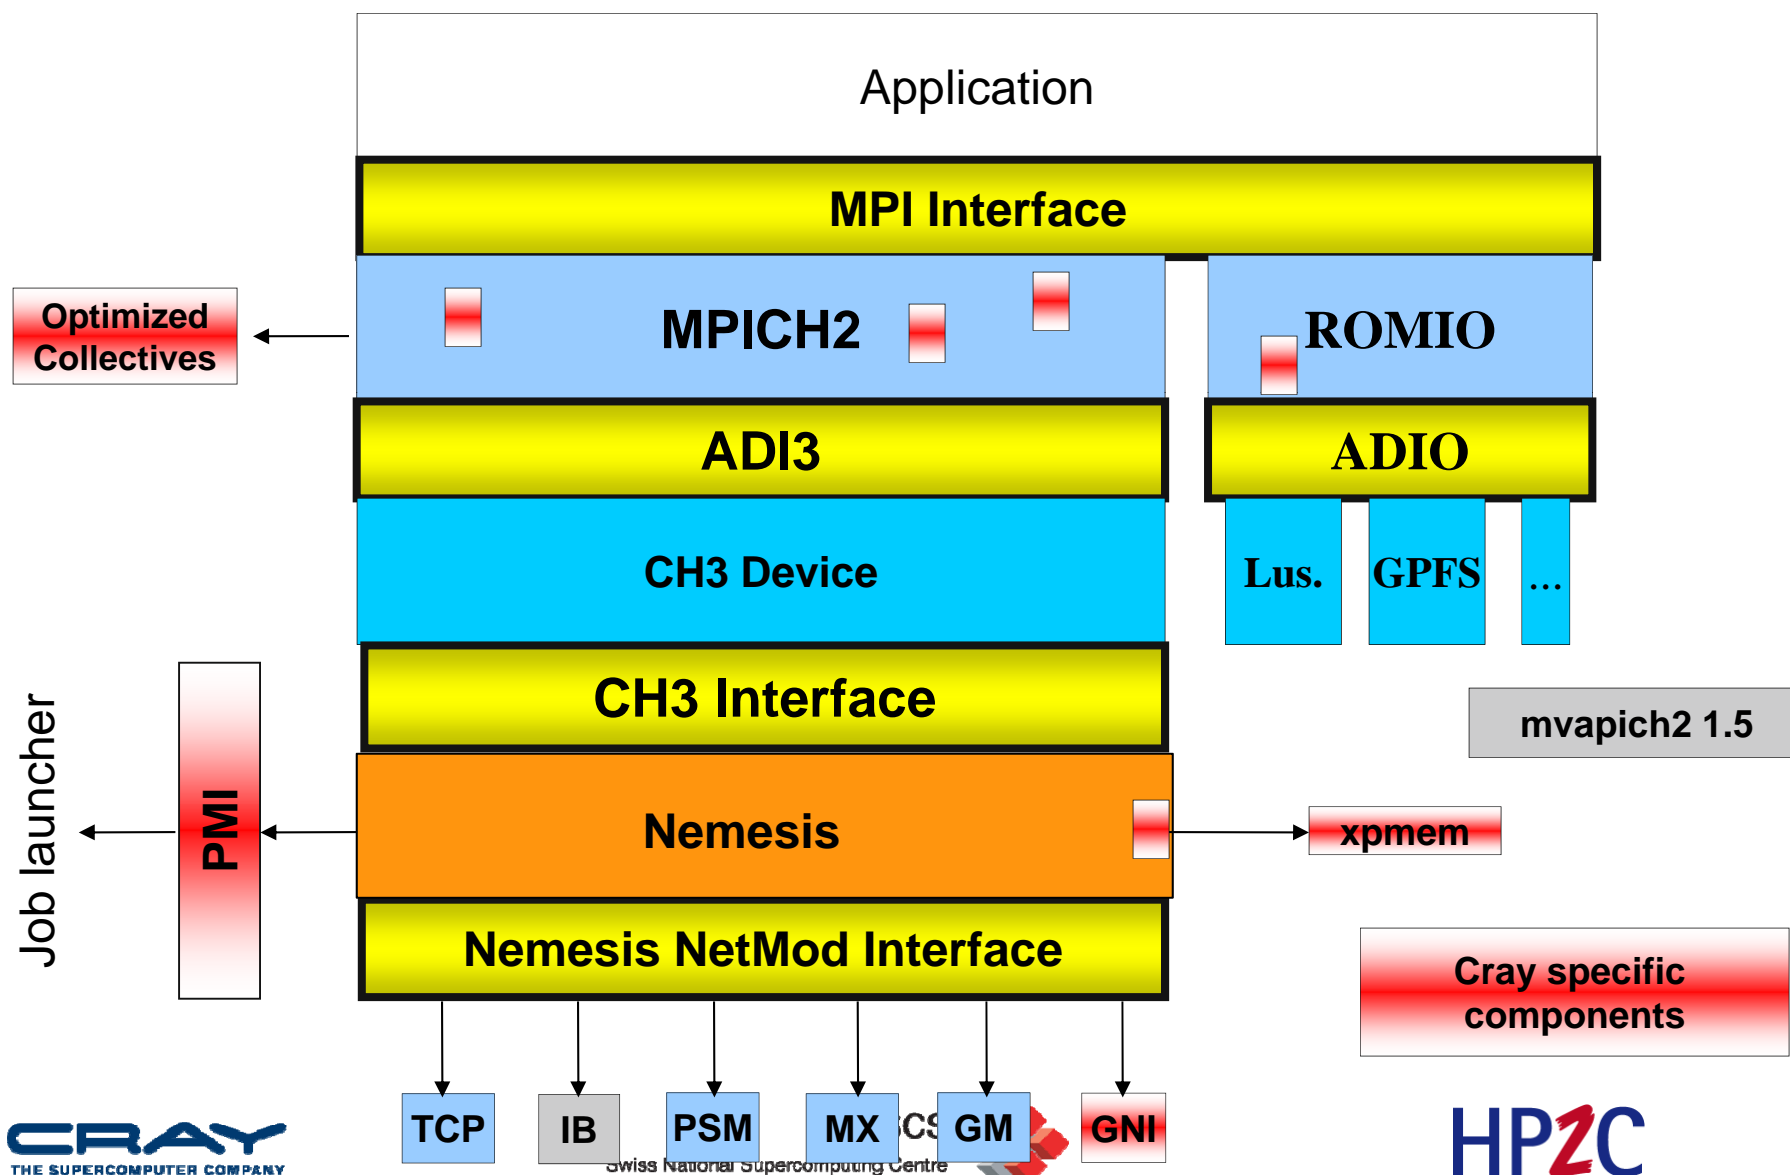 Application
MPI Interface
Optimized
Collectives
MPICH2
ROMIO
ADI3
ADIO
CH3 Device
Lus.
GPFS
...
CH3 Interface
mvapich2 1.5
Job launcher
PMI
Nemesis
xpmem
Nemesis NetMod Interface
Cray specific
components
TCP
IB
PSM
MX
CS
GM
GNI
CRAY
THE SUPERCOMPUTER COMPANY
Swiss National Supercomputing Centre
HP2C